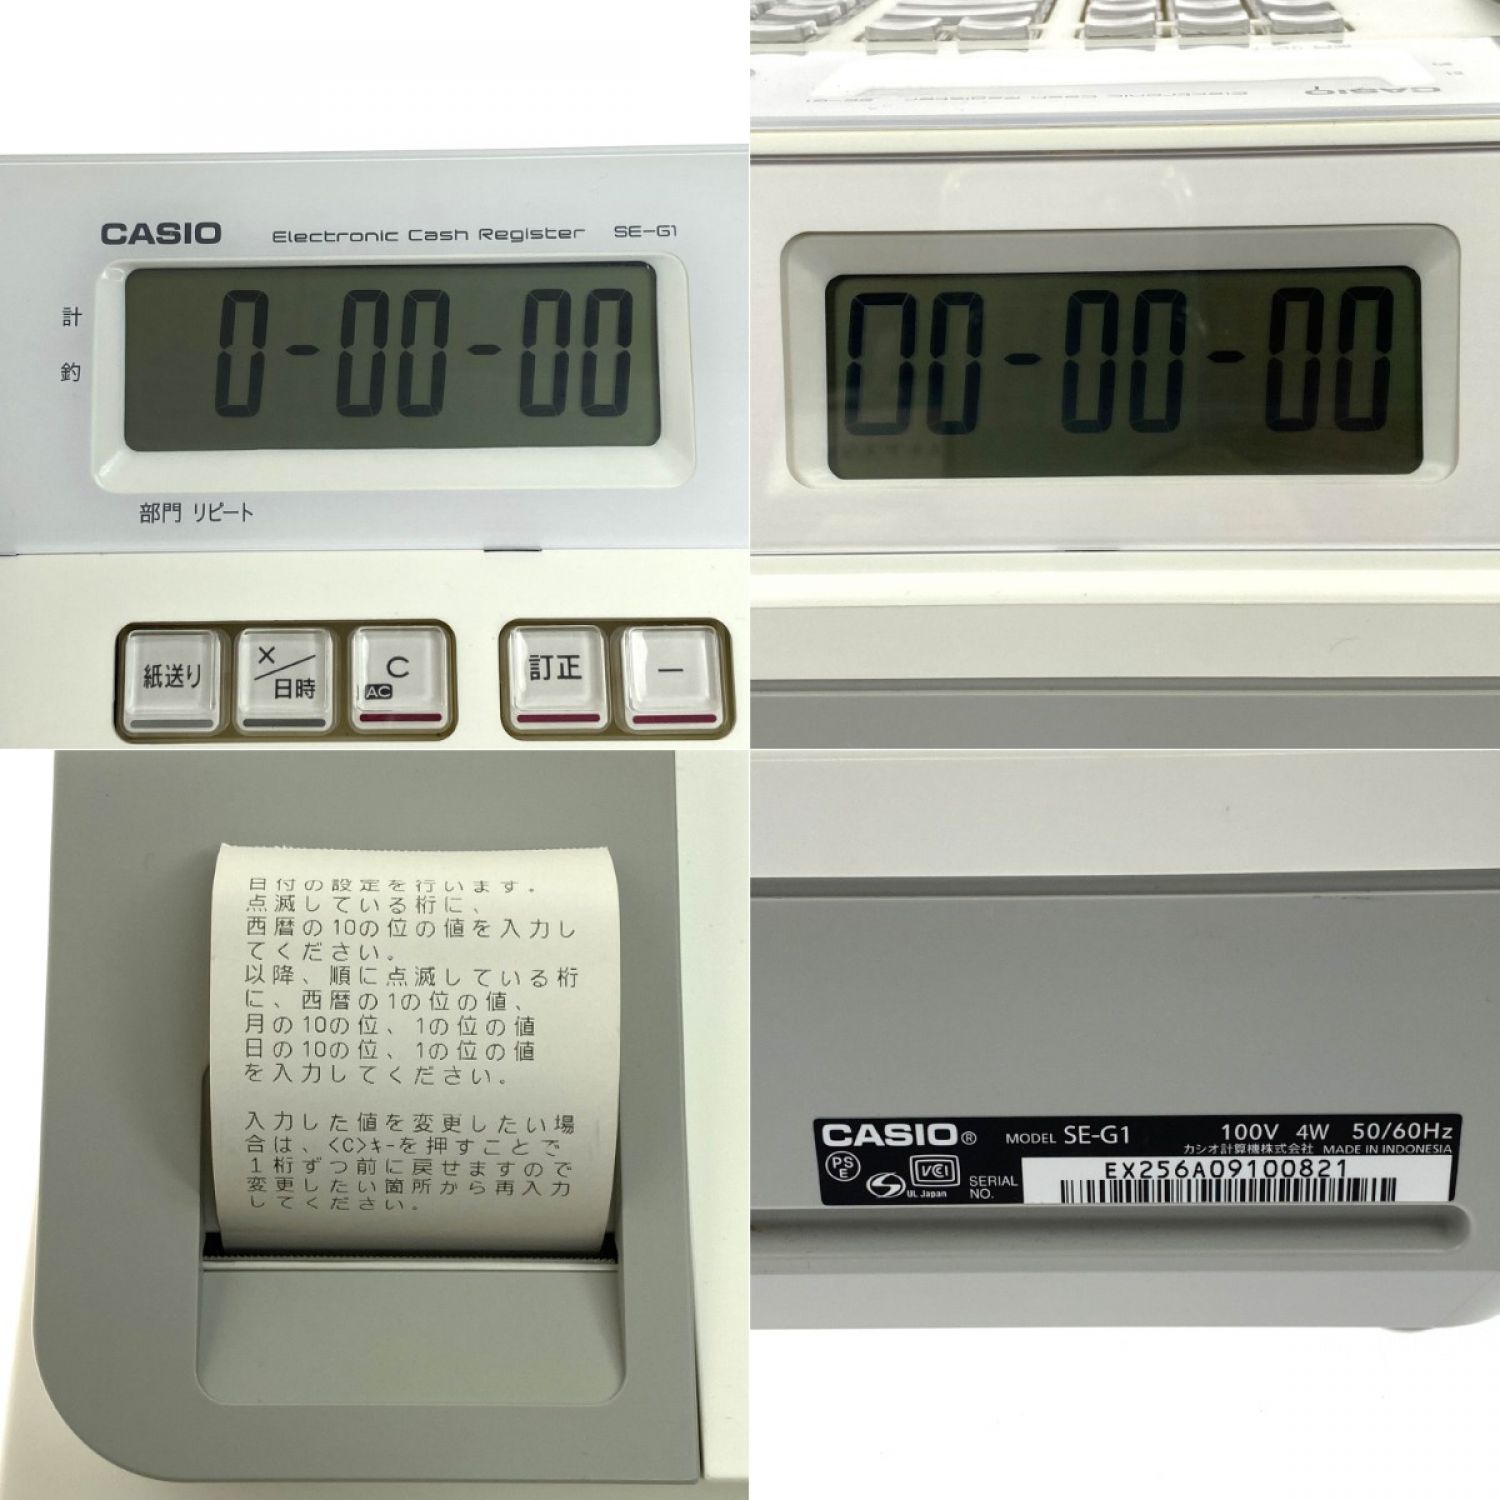 CASIO Electronic Cash Register SE-G1
計
釣
0-00-00
部門 リピート
紙送り
×/日時
C
AC
訂正
－
CASIO Electronic Cash Register SE-G1
00-00-00
日付の設定を行います。
点滅している桁に、
西暦の10の位の値を入力し
てください。
以降、順に点滅している桁
に、西暦の1の位の値、
月の10の位、1の位の値
日の10の位、1の位の値
を入力してください。
入力した値を変更したい場
合は、<C>ｷｰを押すことで
1桁ずつ前に戻せますので
変更したい箇所から再入力
してください。
CASIO® MODEL SE-G1 100V 4W 50/60Hz
カシオ計算機株式会社 MADE IN INDONESIA
PSE
VCI
UL Japan
SERIAL NO. EX256A09100821